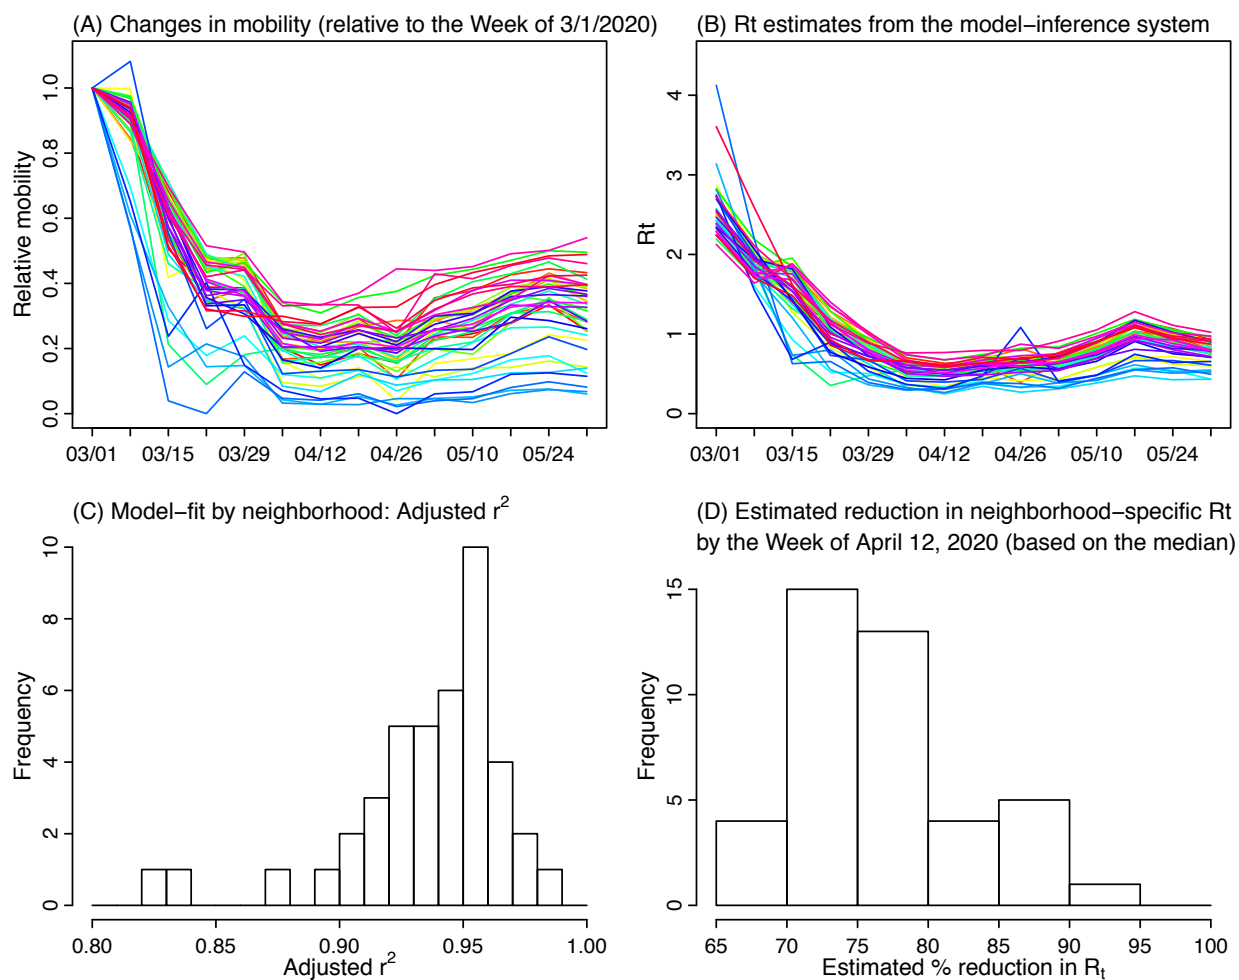 (A) Changes in mobility (relative to the Week of 3/1/2020)
Relative mobility
1.0
0.8
0.6
0.4
0.2
0.0
03/01 03/15 03/29 04/12 04/26 05/10 05/24
(B) Rt estimates from the model−inference system
Rt
4
3
2
1
0
03/01 03/15 03/29 04/12 04/26 05/10 05/24
(C) Model−fit by neighborhood: Adjusted r²
Frequency
10
8
6
4
2
0
0.80 0.85 0.90 0.95 1.00
Adjusted r²
(D) Estimated reduction in neighborhood−specific Rt
by the Week of April 12, 2020 (based on the median)
Frequency
15
10
5
0
65 70 75 80 85 90 95 100
Estimated % reduction in Rₜ